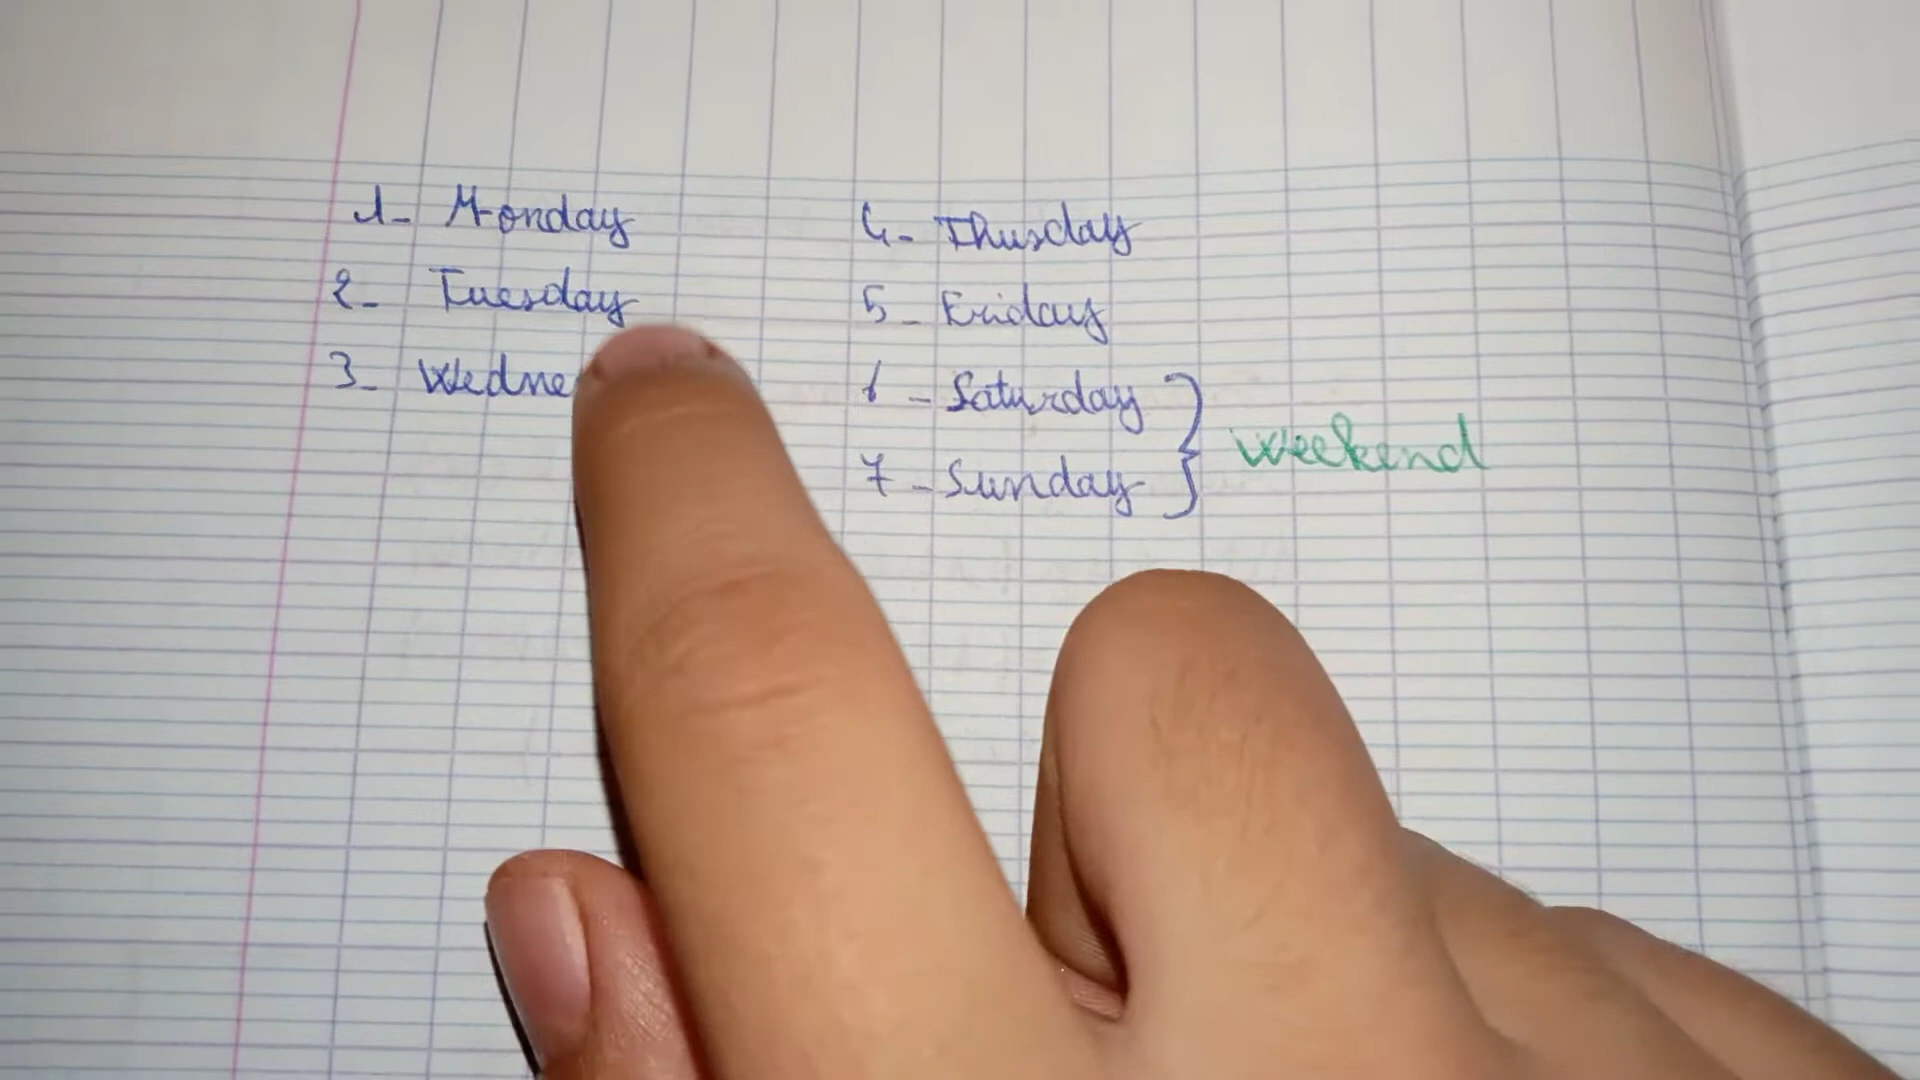 1- Monday
2- Tuesday
3- Wedne
4- Thusday
5- Friday
6- Saturday
7- Sunday
weekend